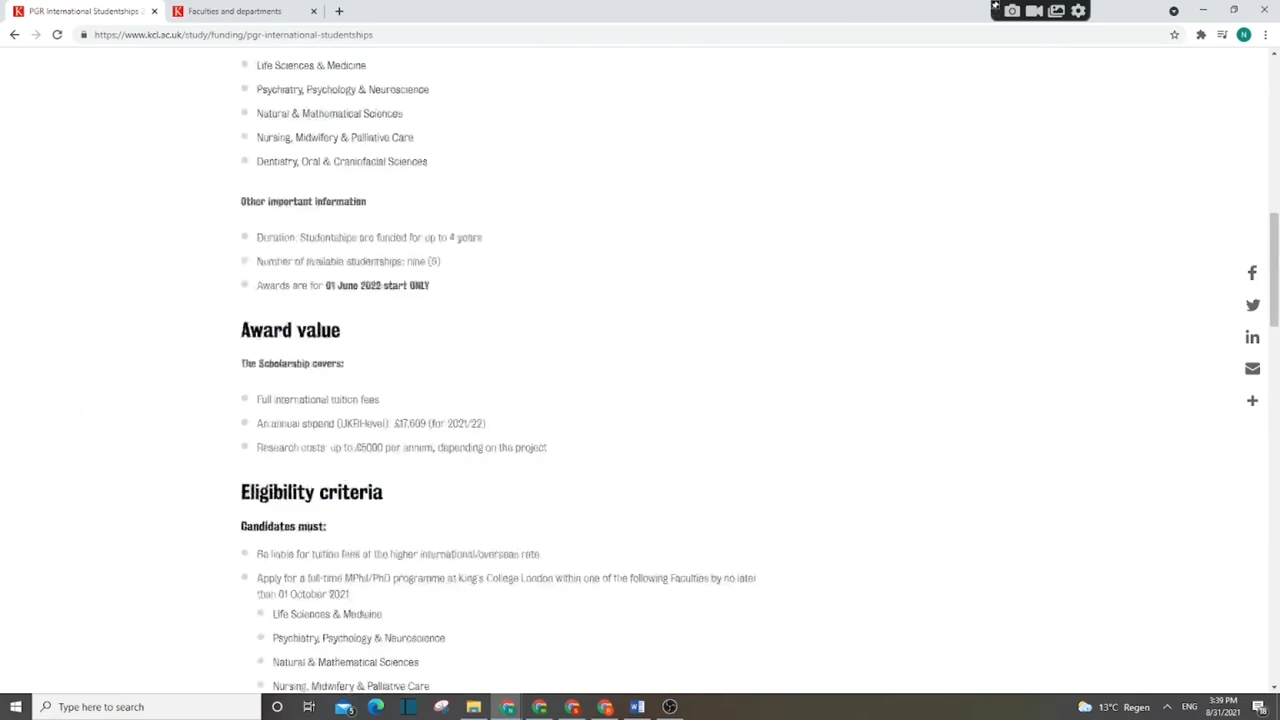 PGR International Studentships 2
Faculties and departments
https://www.kcl.ac.uk/study/funding/pgr-international-studentships
N
Life Sciences & Medicine
Psychiatry, Psychology & Neuroscience
Natural & Mathematical Sciences
Nursing, Midwifery & Palliative Care
Dentistry, Oral & Craniofacial Sciences
Other important information
Duration: Studentships are funded for up to 4 years
Number of available studentships: nine (9)
Awards are for 01 June 2022 start ONLY
Award value
The Scholarship covers:
Full international tuition fees
An annual stipend (UKRI-level): £17,609 (for 2021/22)
Research costs: up to £5000 per annum, depending on the project
Eligibility criteria
Candidates must:
Be liable for tuition fees at the higher international/overseas rate
Apply for a full-time MPhil/PhD programme at King's College London within one of the following Faculties by no later
than 01 October 2021
Life Sciences & Medicine
Psychiatry, Psychology & Neuroscience
Natural & Mathematical Sciences
Nursing, Midwifery & Palliative Care
Type here to search
13°C Regen
ENG
3:39 PM
8/31/2021